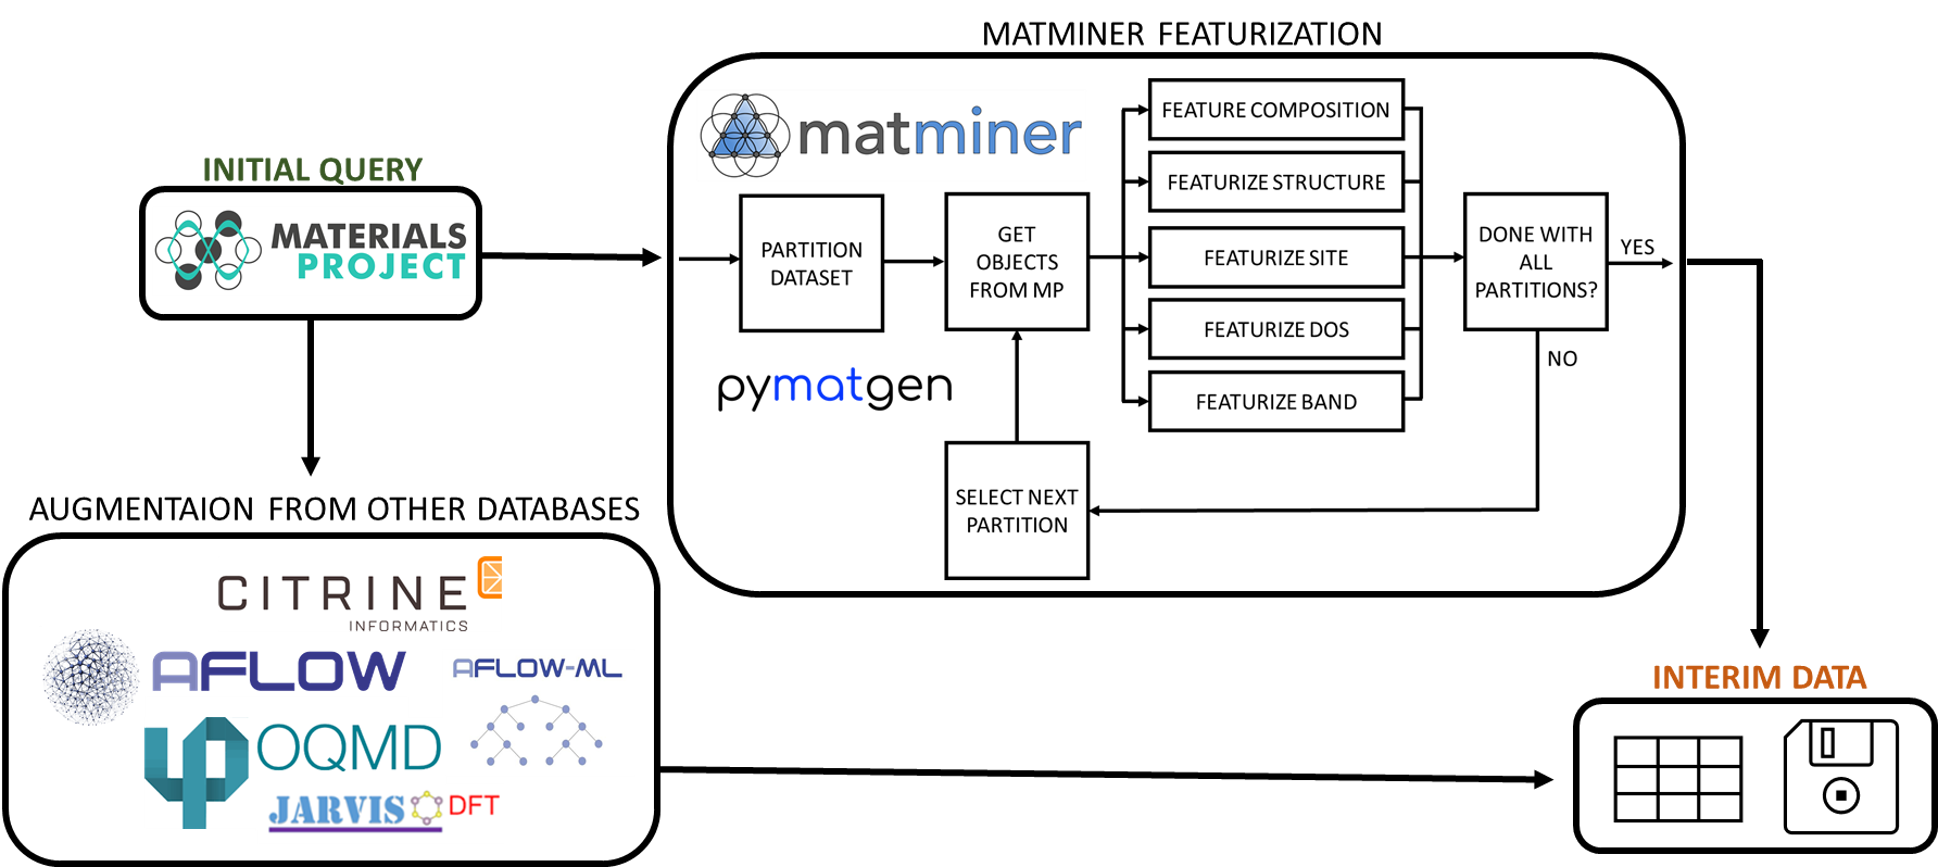 MATMINER FEATURIZATION
matminer
INITIAL QUERY
MATERIALS
PROJECT
PARTITION
DATASET
GET
OBJECTS
FROM MP
FEATURE COMPOSITION
FEATURIZE STRUCTURE
FEATURIZE SITE
FEATURIZE DOS
FEATURIZE BAND
DONE WITH
ALL
PARTITIONS?
YES
NO
pymatgen
SELECT NEXT
PARTITION
AUGMENTAION FROM OTHER DATABASES
CITRINE
INFORMATICS
AFLOW
AFLOW-ML
OQMD
JARVIS DFT
INTERIM DATA